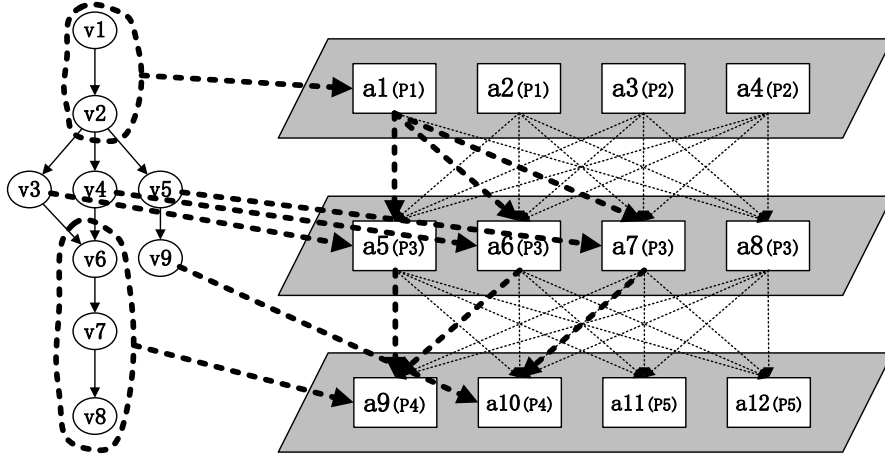 v1
v2
v3 v4 v5
v6 v9
v7
v8
a1(P1) a2(P1) a3(P2) a4(P2)
a5(P3) a6(P3) a7(P3) a8(P3)
a9(P4) a10(P4) a11(P5) a12(P5)